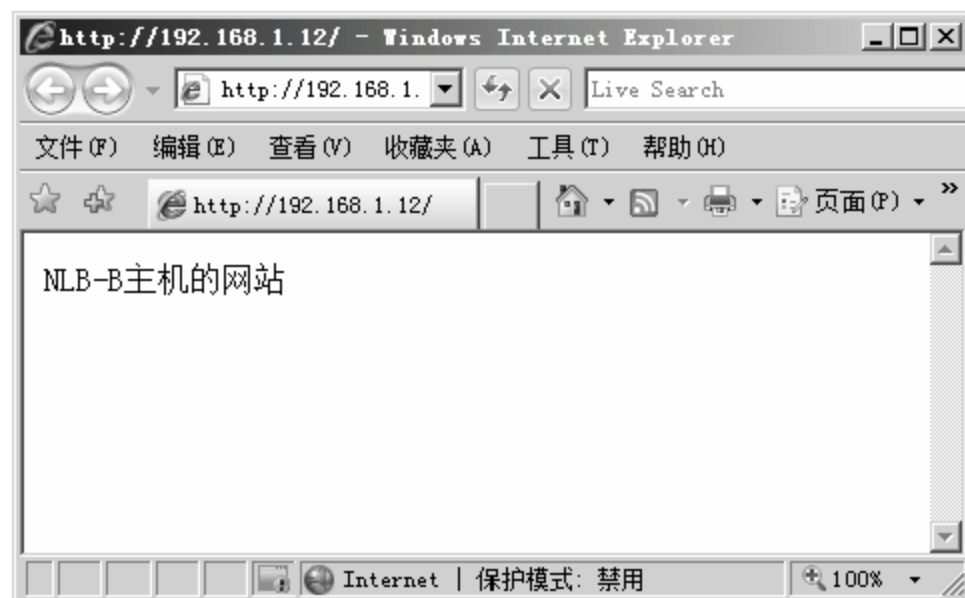 http://192.168.1.12/ - Windows Internet Explorer
http://192.168.1. Live Search
文件(F) 编辑(E) 查看(V) 收藏夹(A) 工具(T) 帮助(H)
http://192.168.1.12/ 页面(P) »
NLB-B主机的网站
Internet | 保护模式: 禁用 100%